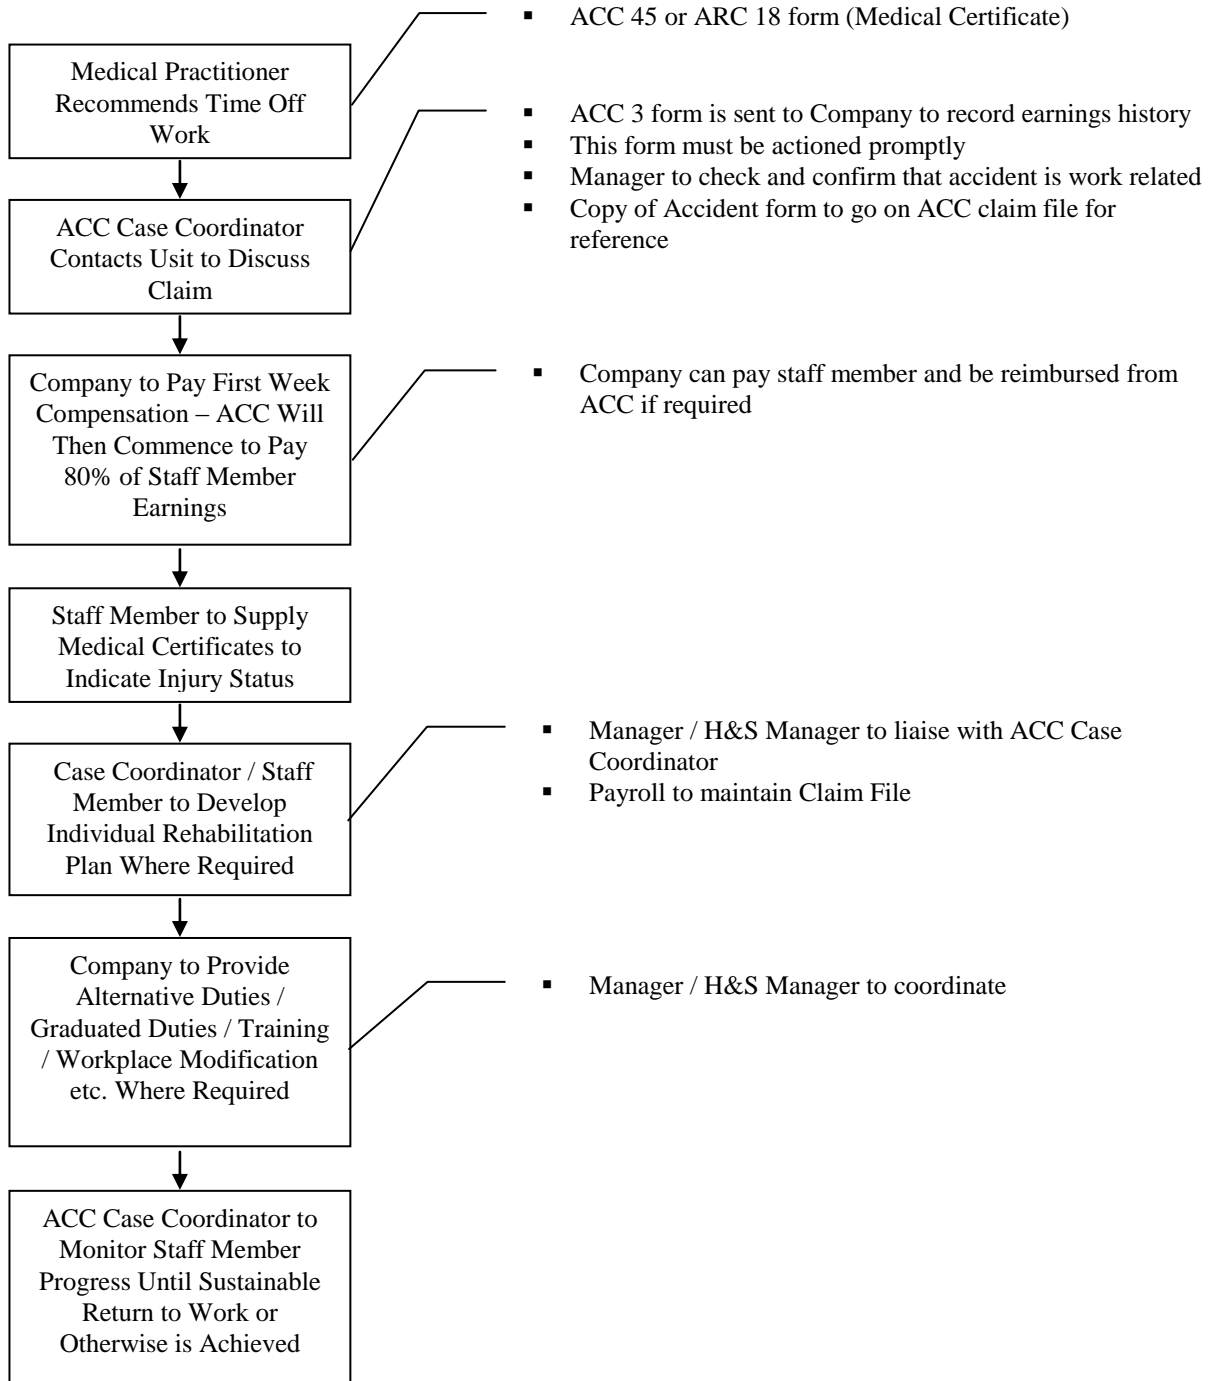 ▪ ACC 45 or ARC 18 form (Medical Certificate)
Medical Practitioner
Recommends Time Off
Work
▪ ACC 3 form is sent to Company to record earnings history
▪ This form must be actioned promptly
▪ Manager to check and confirm that accident is work related
▪ Copy of Accident form to go on ACC claim file for
reference
ACC Case Coordinator
Contacts Usit to Discuss
Claim
Company to Pay First Week
Compensation – ACC Will
Then Commence to Pay
80% of Staff Member
Earnings
▪ Company can pay staff member and be reimbursed from
ACC if required
Staff Member to Supply
Medical Certificates to
Indicate Injury Status
Case Coordinator / Staff
Member to Develop
Individual Rehabilitation
Plan Where Required
▪ Manager / H&S Manager to liaise with ACC Case
Coordinator
▪ Payroll to maintain Claim File
Company to Provide
Alternative Duties /
Graduated Duties / Training
/ Workplace Modification
etc. Where Required
▪ Manager / H&S Manager to coordinate
ACC Case Coordinator to
Monitor Staff Member
Progress Until Sustainable
Return to Work or
Otherwise is Achieved